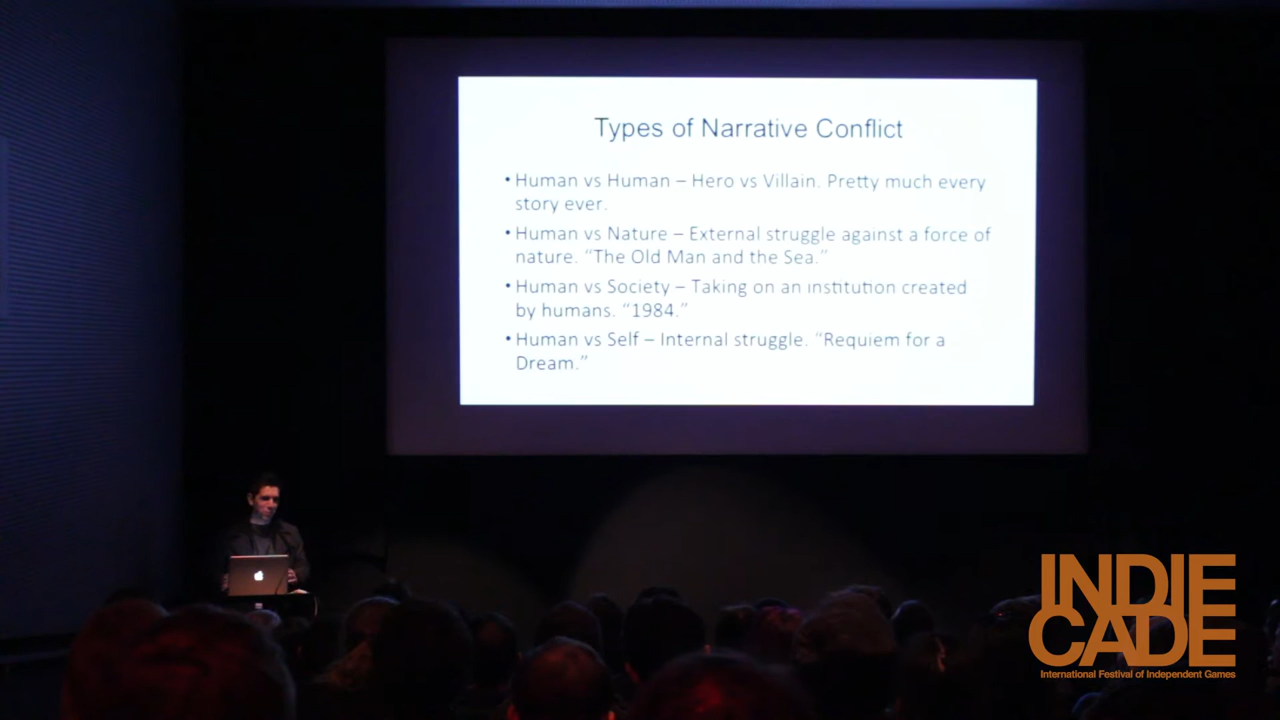 Types of Narrative Conflict
• Human vs Human – Hero vs Villain. Pretty much every
story ever.
• Human vs Nature – External struggle against a force of
nature. “The Old Man and the Sea.”
• Human vs Society – Taking on an institution created
by humans. “1984.”
• Human vs Self – Internal struggle. “Requiem for a
Dream.”
INDIE
CADE
International Festival of Independent Games